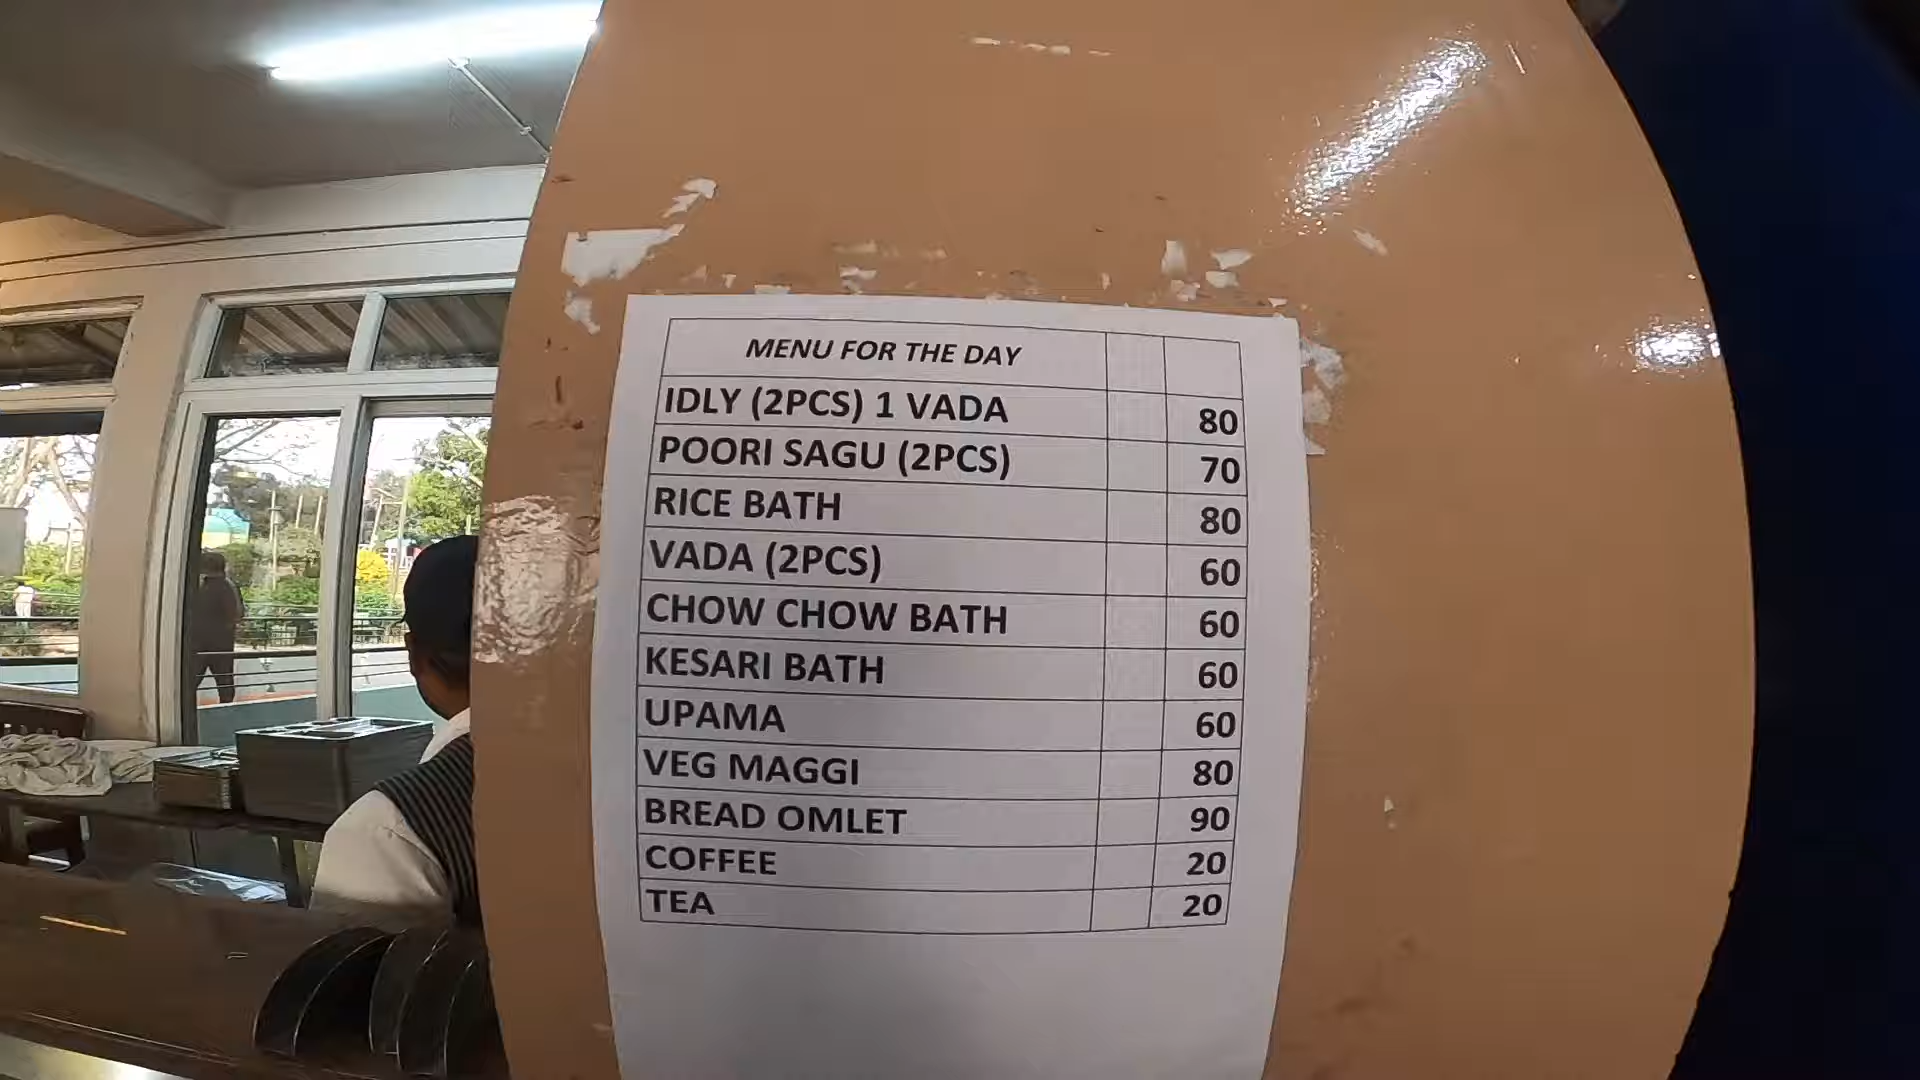 MENU FOR THE DAY
IDLY (2PCS) 1 VADA 80
POORI SAGU (2PCS) 70
RICE BATH 80
VADA (2PCS) 60
CHOW CHOW BATH 60
KESARI BATH 60
UPAMA 60
VEG MAGGI 80
BREAD OMLET 90
COFFEE 20
TEA 20